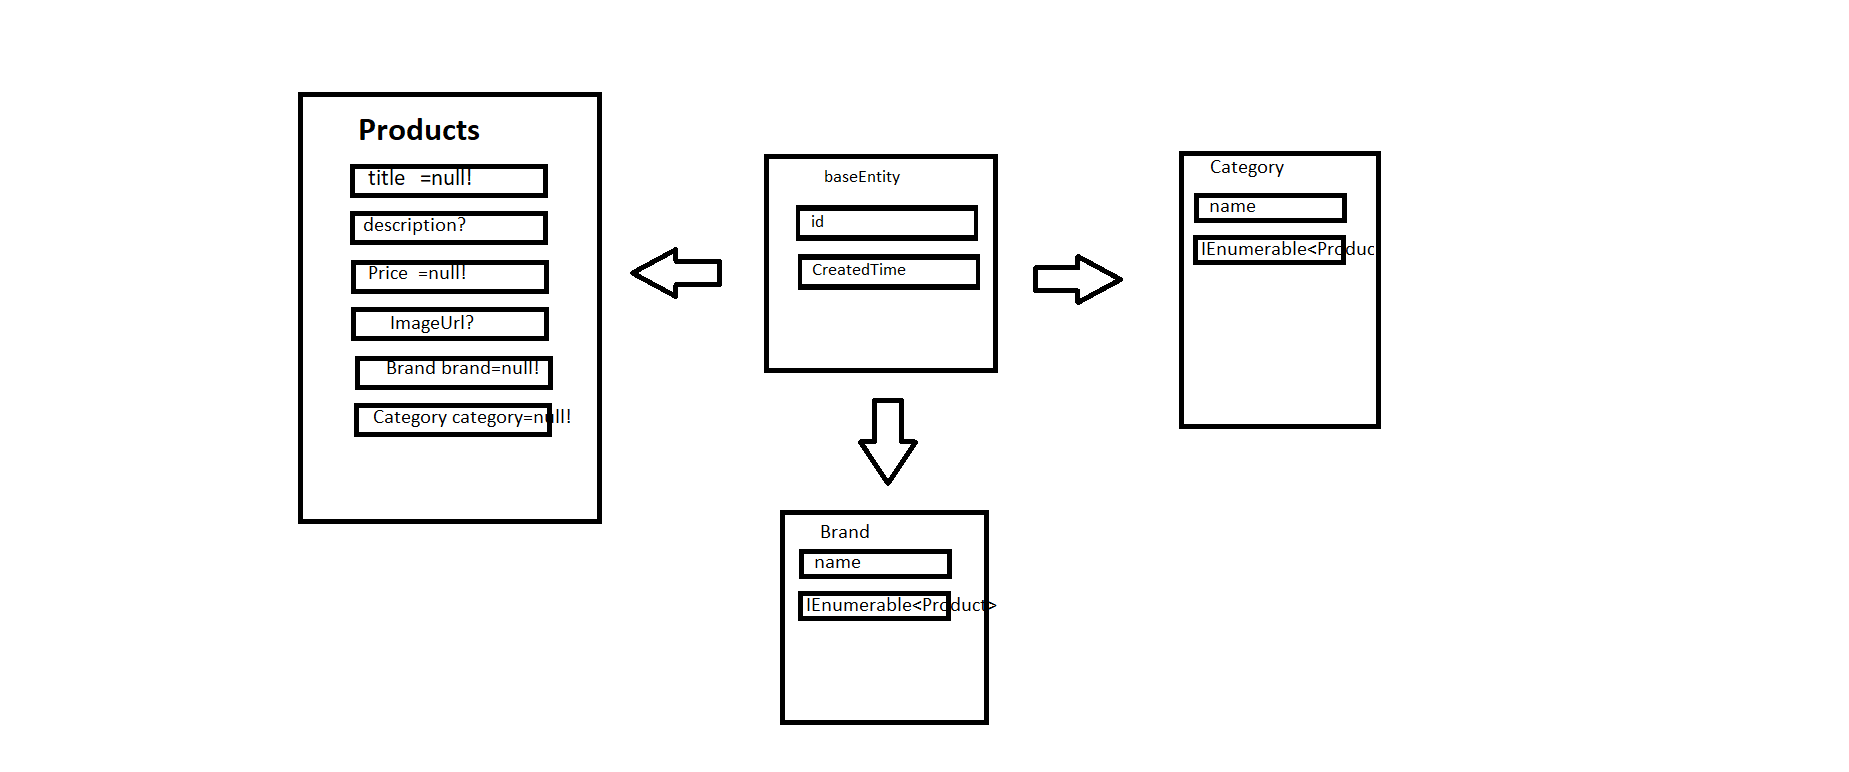 Products
title =null!
description?
Price =null!
ImageUrl?
Brand brand=null!
Category category=null!
baseEntity
id
CreatedTime
Category
name
IEnumerable<Produc
Brand
name
IEnumerable<Product>